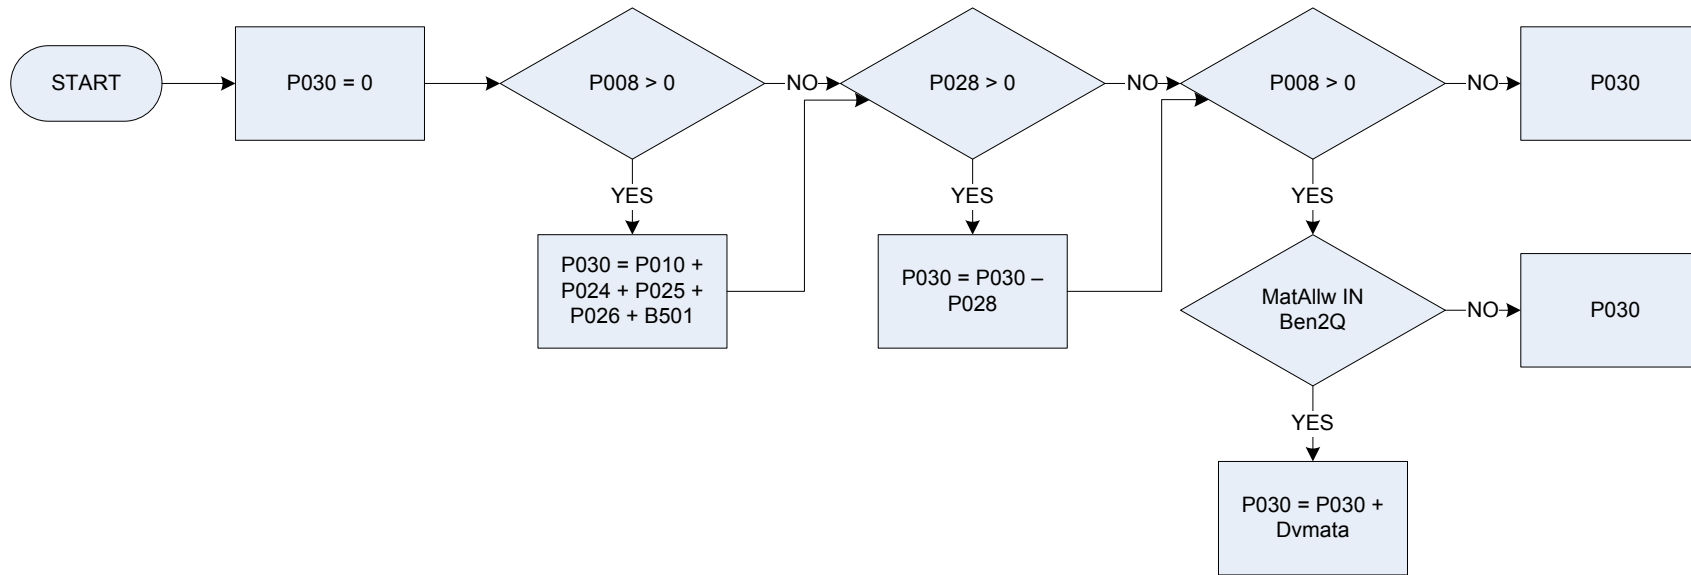 START
P030 = 0
P008 > 0
NO
P028 > 0
NO
P008 > 0
NO
P030
YES
YES
YES
P030 = P010 +
P024 + P025 +
P026 + B501
P030 = P030 –
P028
MatAllw IN
Ben2Q
NO
P030
YES
P030 = P030 +
Dvmata